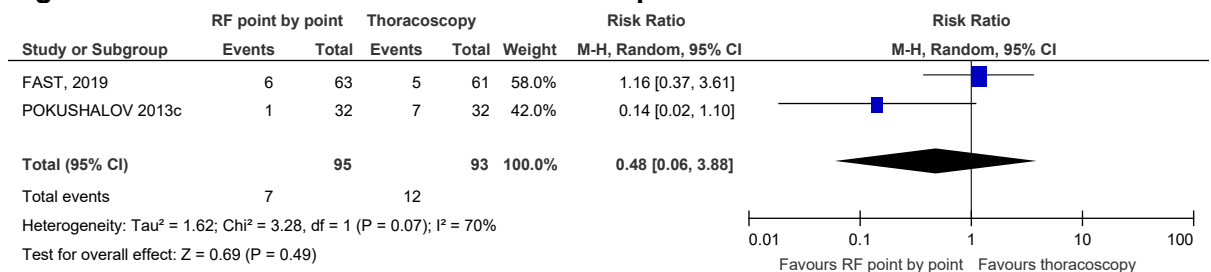 RF point by point Thoracoscopy Risk Ratio Risk Ratio
Study or Subgroup Events Total Events Total Weight M-H, Random, 95% CI M-H, Random, 95% CI
FAST, 2019 6 63 5 61 58.0% 1.16 [0.37, 3.61]
POKUSHALOV 2013c 1 32 7 32 42.0% 0.14 [0.02, 1.10]
Total (95% CI) 95 93 100.0% 0.48 [0.06, 3.88]
Total events 7 12
Heterogeneity: Tau² = 1.62; Chi² = 3.28, df = 1 (P = 0.07); I² = 70%
Test for overall effect: Z = 0.69 (P = 0.49)
0.01 0.1 1 10 100
Favours RF point by point Favours thoracoscopy